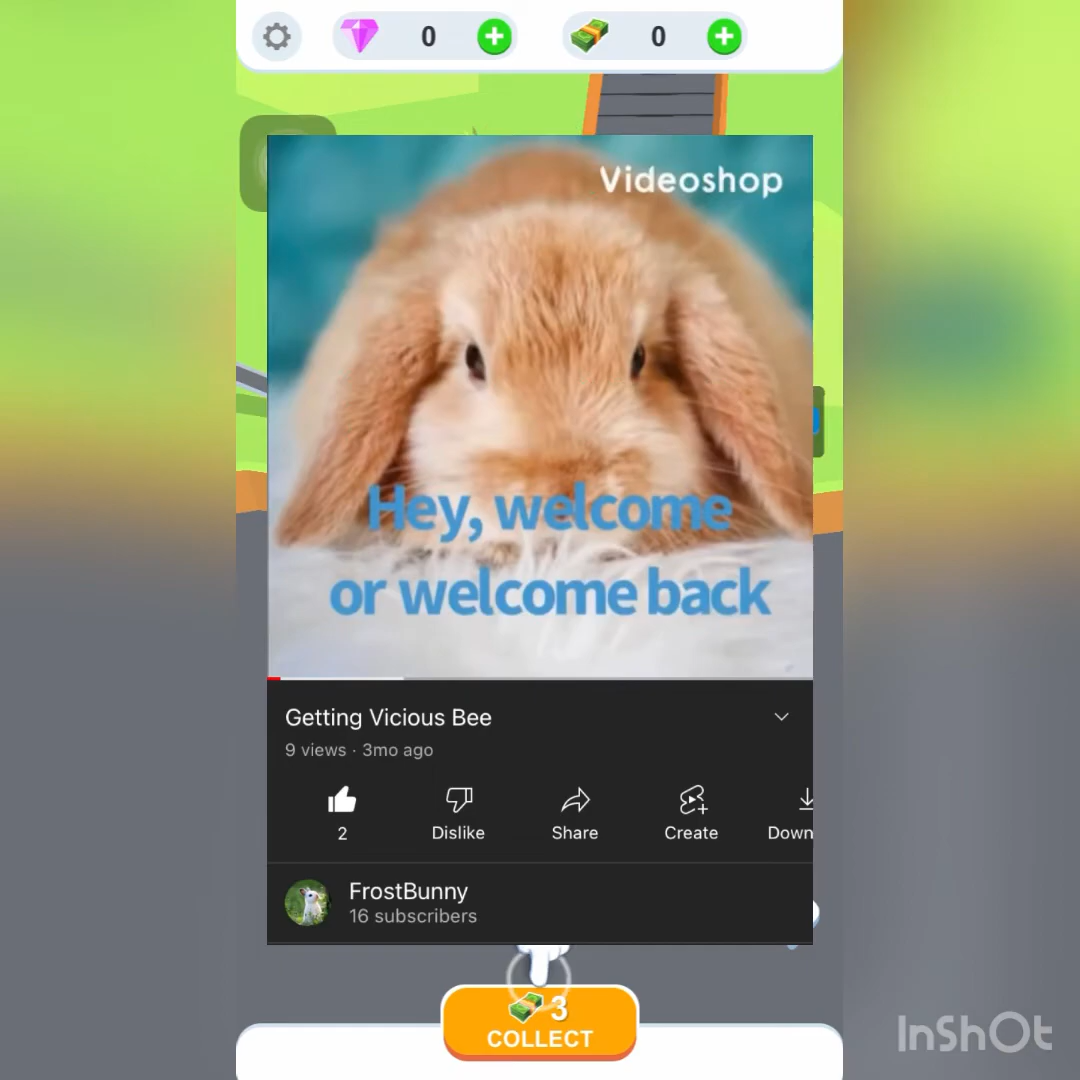 0 0
Videoshop
Hey, welcome
or welcome back
Getting Vicious Bee
9 views · 3mo ago
2 Dislike Share Create Down
FrostBunny
16 subscribers
3
COLLECT
InShOt